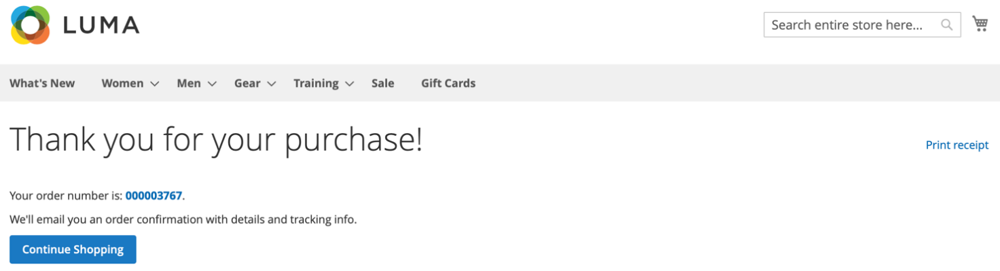 LUMA
Search entire store here...
What's New Women Men Gear Training Sale Gift Cards
Thank you for your purchase!
Print receipt
Your order number is: 000003767.
We'll email you an order confirmation with details and tracking info.
Continue Shopping